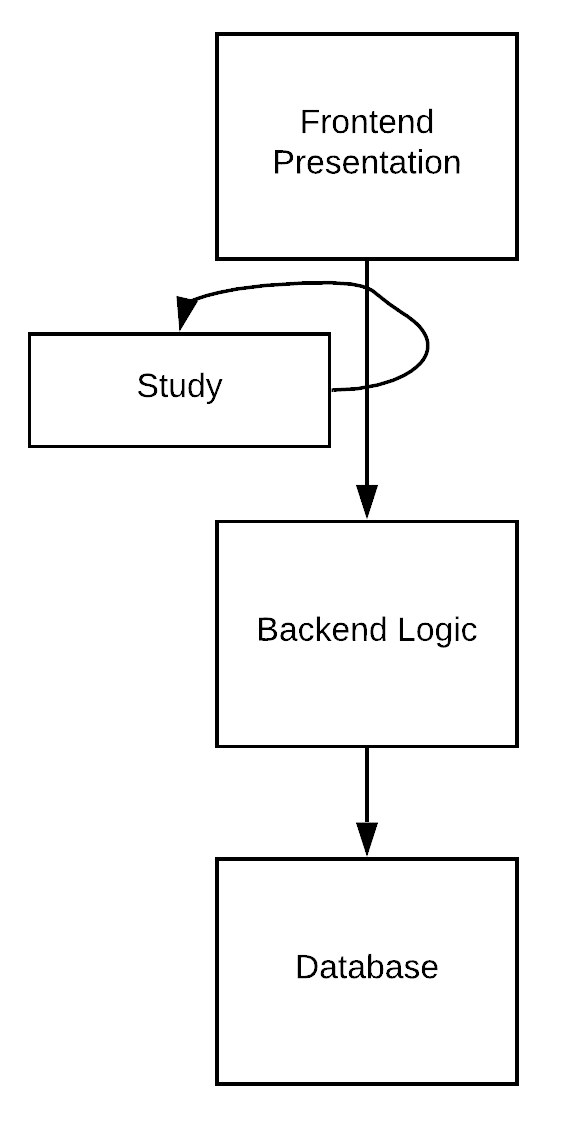 Frontend
Presentation
Study
Backend Logic
Database